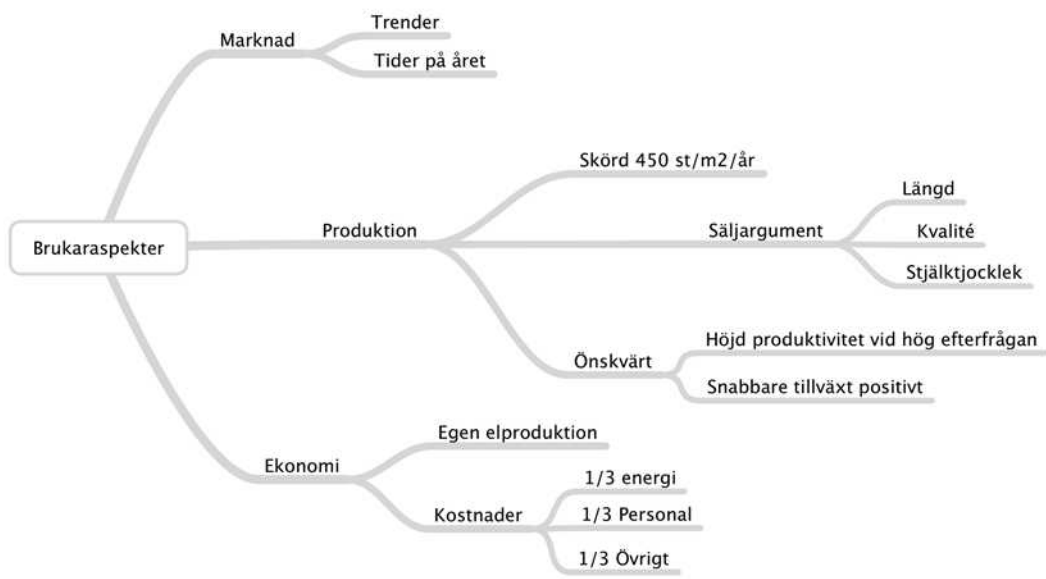 Brukaraspekter
Marknad
Trender
Tider på året
Produktion
Skörd 450 st/m2/år
Säljargument
Längd
Kvalité
Stjälktjocklek
Önskvärt
Höjd produktivitet vid hög efterfrågan
Snabbare tillväxt positivt
Ekonomi
Egen elproduktion
Kostnader
1/3 energi
1/3 Personal
1/3 Övrigt